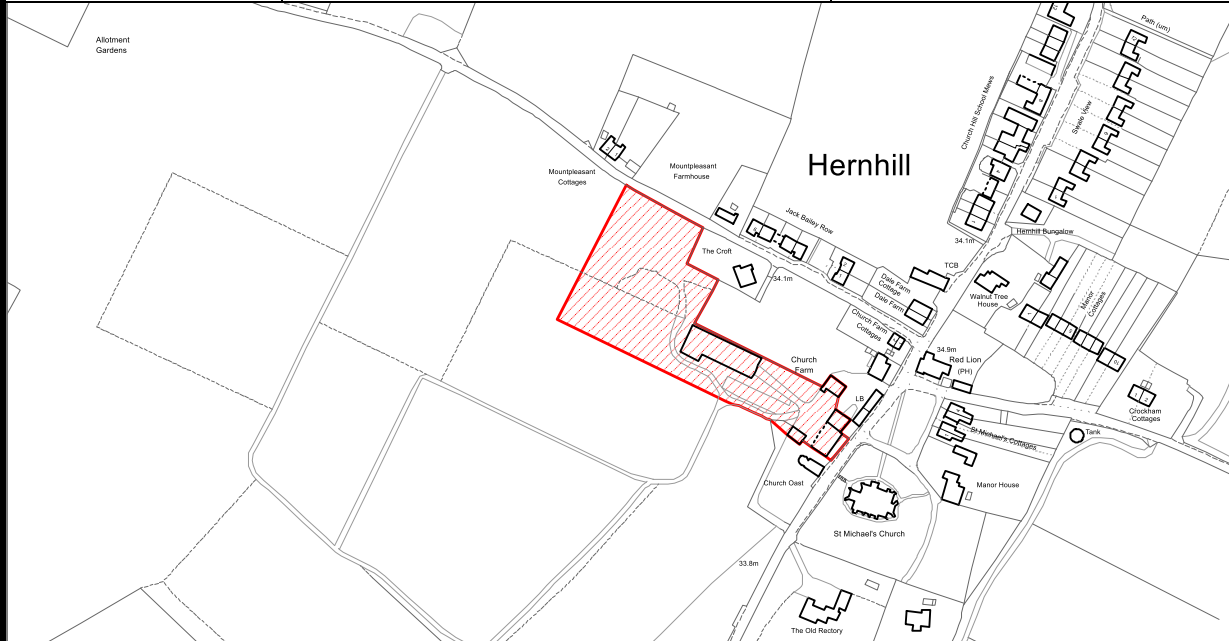 Path (um)
Allotment
Gardens
Church Hill School Mews
Swale View
Hernhill
Mountpleasant
Cottages
Mountpleasant
Farmhouse
Jack Bailey Row
The Croft
34.1m
34.1m
Hernhill Bungalow
TCB
Dale Farm
Cottage
Dale Farm
Walnut Tree
House
Manor
Cottages
Church Farm
Cottages
34.9m
Red Lion
(PH)
Church
Farm
LB
Crockham
Cottages
St Michael's Cottages
Tank
Church Oast
Manor House
St Michael's Church
33.8m
The Old Rectory